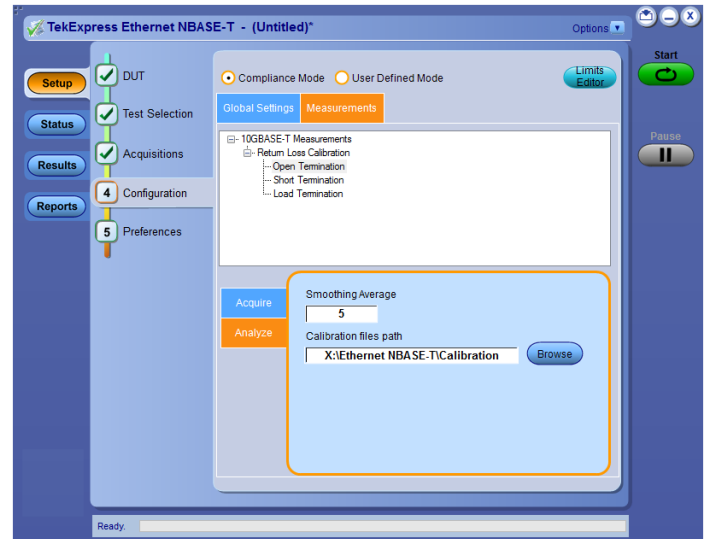 TekExpress Ethernet NBASE-T - (Untitled)*
Options
Start
Setup
DUT
Compliance Mode
User Defined Mode
Limits
Editor
Status
Test Selection
Global Settings
Measurements
Pause
10GBASE-T Measurements
Return Loss Calibration
Open Termination
Short Termination
Load Termination
Results
Acquisitions
Reports
4
Configuration
5
Preferences
Acquire
Analyze
Smoothing Average
5
Calibration files path
X:\Ethernet NBASE-T\Calibration
Browse
Ready.